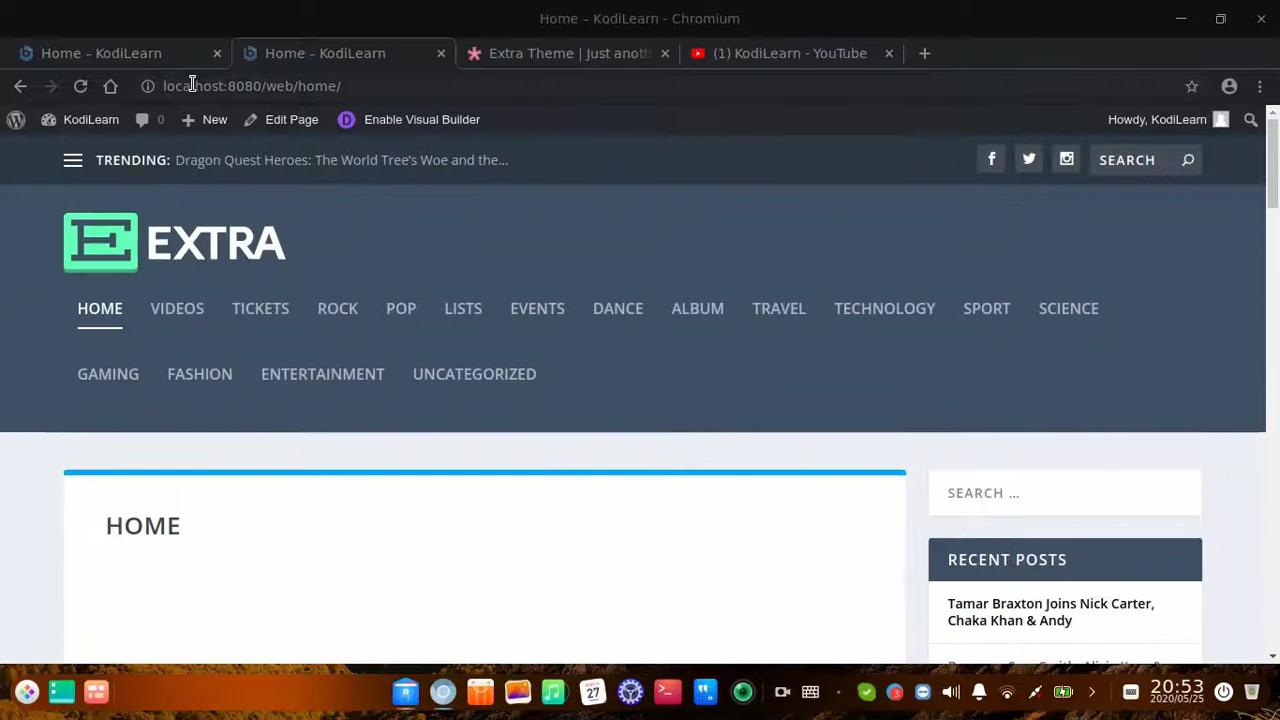 Home – KodiLearn - Chromium
Home – KodiLearn
Home – KodiLearn
Extra Theme | Just anoth
(1) KodiLearn - YouTube
localhost:8080/web/home/
KodiLearn
0
New
Edit Page
D
Enable Visual Builder
Howdy, KodiLearn
TRENDING: Dragon Quest Heroes: The World Tree’s Woe and the...
SEARCH
E EXTRA
HOME VIDEOS TICKETS ROCK POP LISTS EVENTS DANCE ALBUM TRAVEL TECHNOLOGY SPORT SCIENCE
GAMING FASHION ENTERTAINMENT UNCATEGORIZED
HOME
SEARCH …
RECENT POSTS
Tamar Braxton Joins Nick Carter,
Chaka Khan & Andy
27
3
20:53
2020/05/25